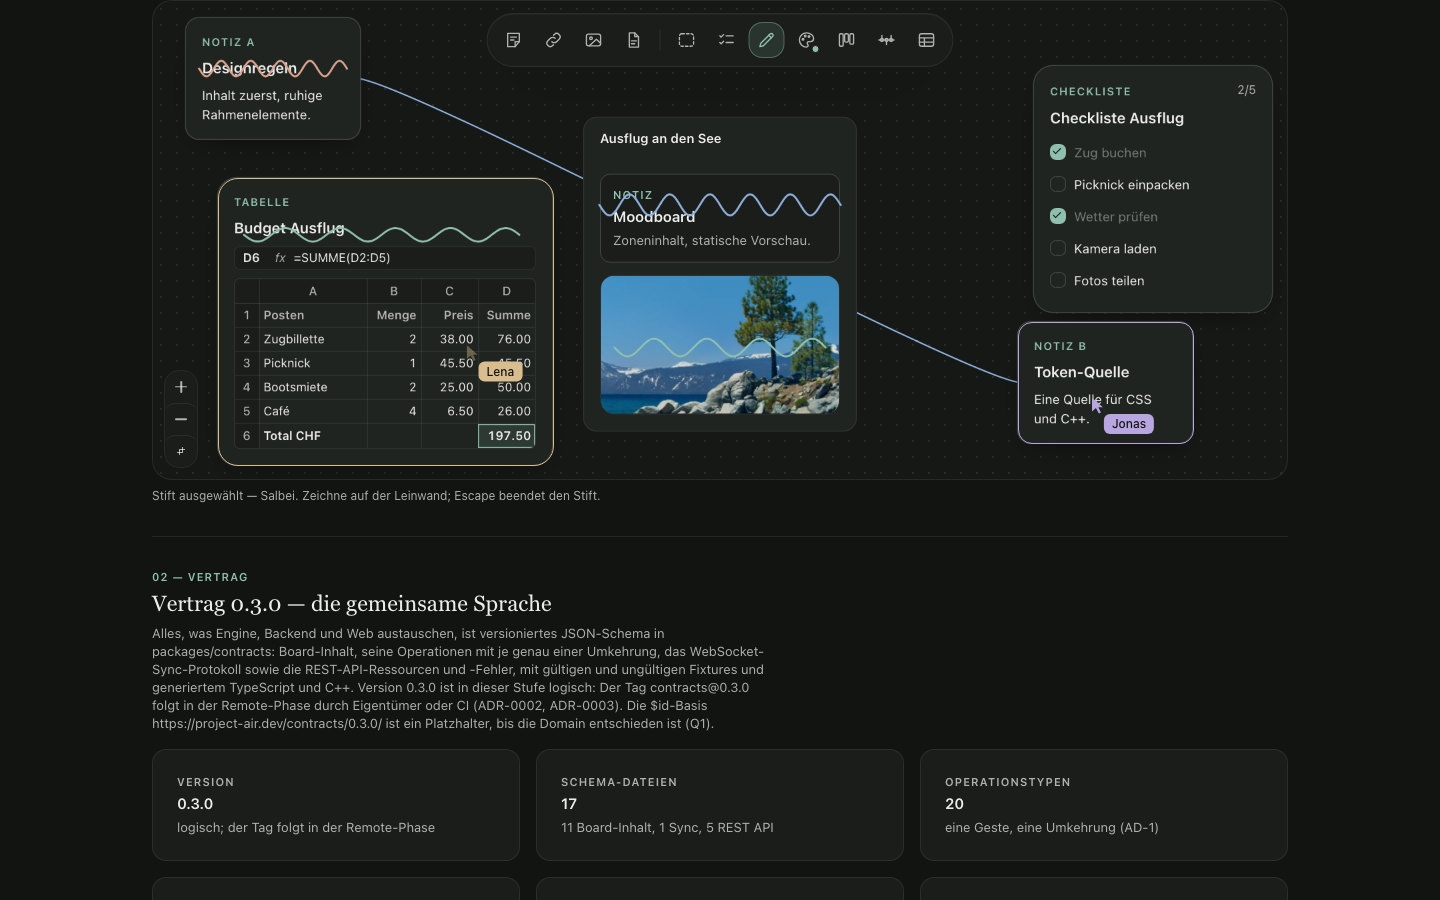 NOTIZ A
Designregeln
Inhalt zuerst, ruhige
Rahmenelemente.
TABELLE
Budget Ausflug
D6 fx =SUMME(D2:D5)
A B C D
1 Posten Menge Preis Summe
2 Zugbillette 2 38.00 76.00
3 Picknick 1 45.50 45.50
Lena
4 Bootsmiete 2 25.00 50.00
5 Café 4 6.50 26.00
6 Total CHF 197.50
Ausflug an den See
NOTIZ
Moodboard
Zoneninhalt, statische Vorschau.
CHECKLISTE 2/5
Checkliste Ausflug
Zug buchen
Picknick einpacken
Wetter prüfen
Kamera laden
Fotos teilen
NOTIZ B
Token-Quelle
Eine Quelle für CSS
und C++.
Jonas
Stift ausgewählt — Salbei. Zeichne auf der Leinwand; Escape beendet den Stift.
02 — VERTRAG
Vertrag 0.3.0 — die gemeinsame Sprache
Alles, was Engine, Backend und Web austauschen, ist versioniertes JSON-Schema in
packages/contracts: Board-Inhalt, seine Operationen mit je genau einer Umkehrung, das WebSocket-
Sync-Protokoll sowie die REST-API-Ressourcen und -Fehler, mit gültigen und ungültigen Fixtures und
generiertem TypeScript und C++. Version 0.3.0 ist in dieser Stufe logisch: Der Tag contracts@0.3.0
folgt in der Remote-Phase durch Eigentümer oder CI (ADR-0002, ADR-0003). Die $id-Basis
https://project-air.dev/contracts/0.3.0/ ist ein Platzhalter, bis die Domain entschieden ist (Q1).
VERSION
0.3.0
logisch; der Tag folgt in der Remote-Phase
SCHEMA-DATEIEN
17
11 Board-Inhalt, 1 Sync, 5 REST API
OPERATIONSTYPEN
20
eine Geste, eine Umkehrung (AD-1)